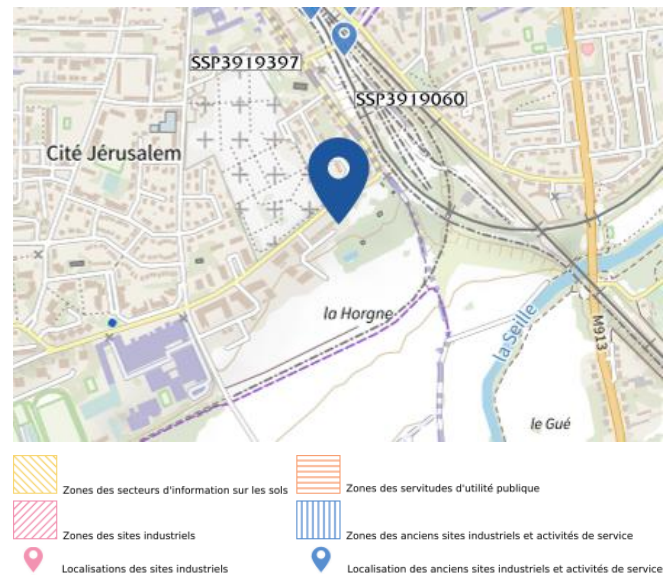 SSP3919397
SSP3919060
Cité Jérusalem
la Horgne
la Seille
M913
le Gué
Zones des secteurs d'information sur les sols
Zones des servitudes d'utilité publique
Zones des sites industriels
Zones des anciens sites industriels et activités de service
Localisations des sites industriels
Localisation des anciens sites industriels et activités de service